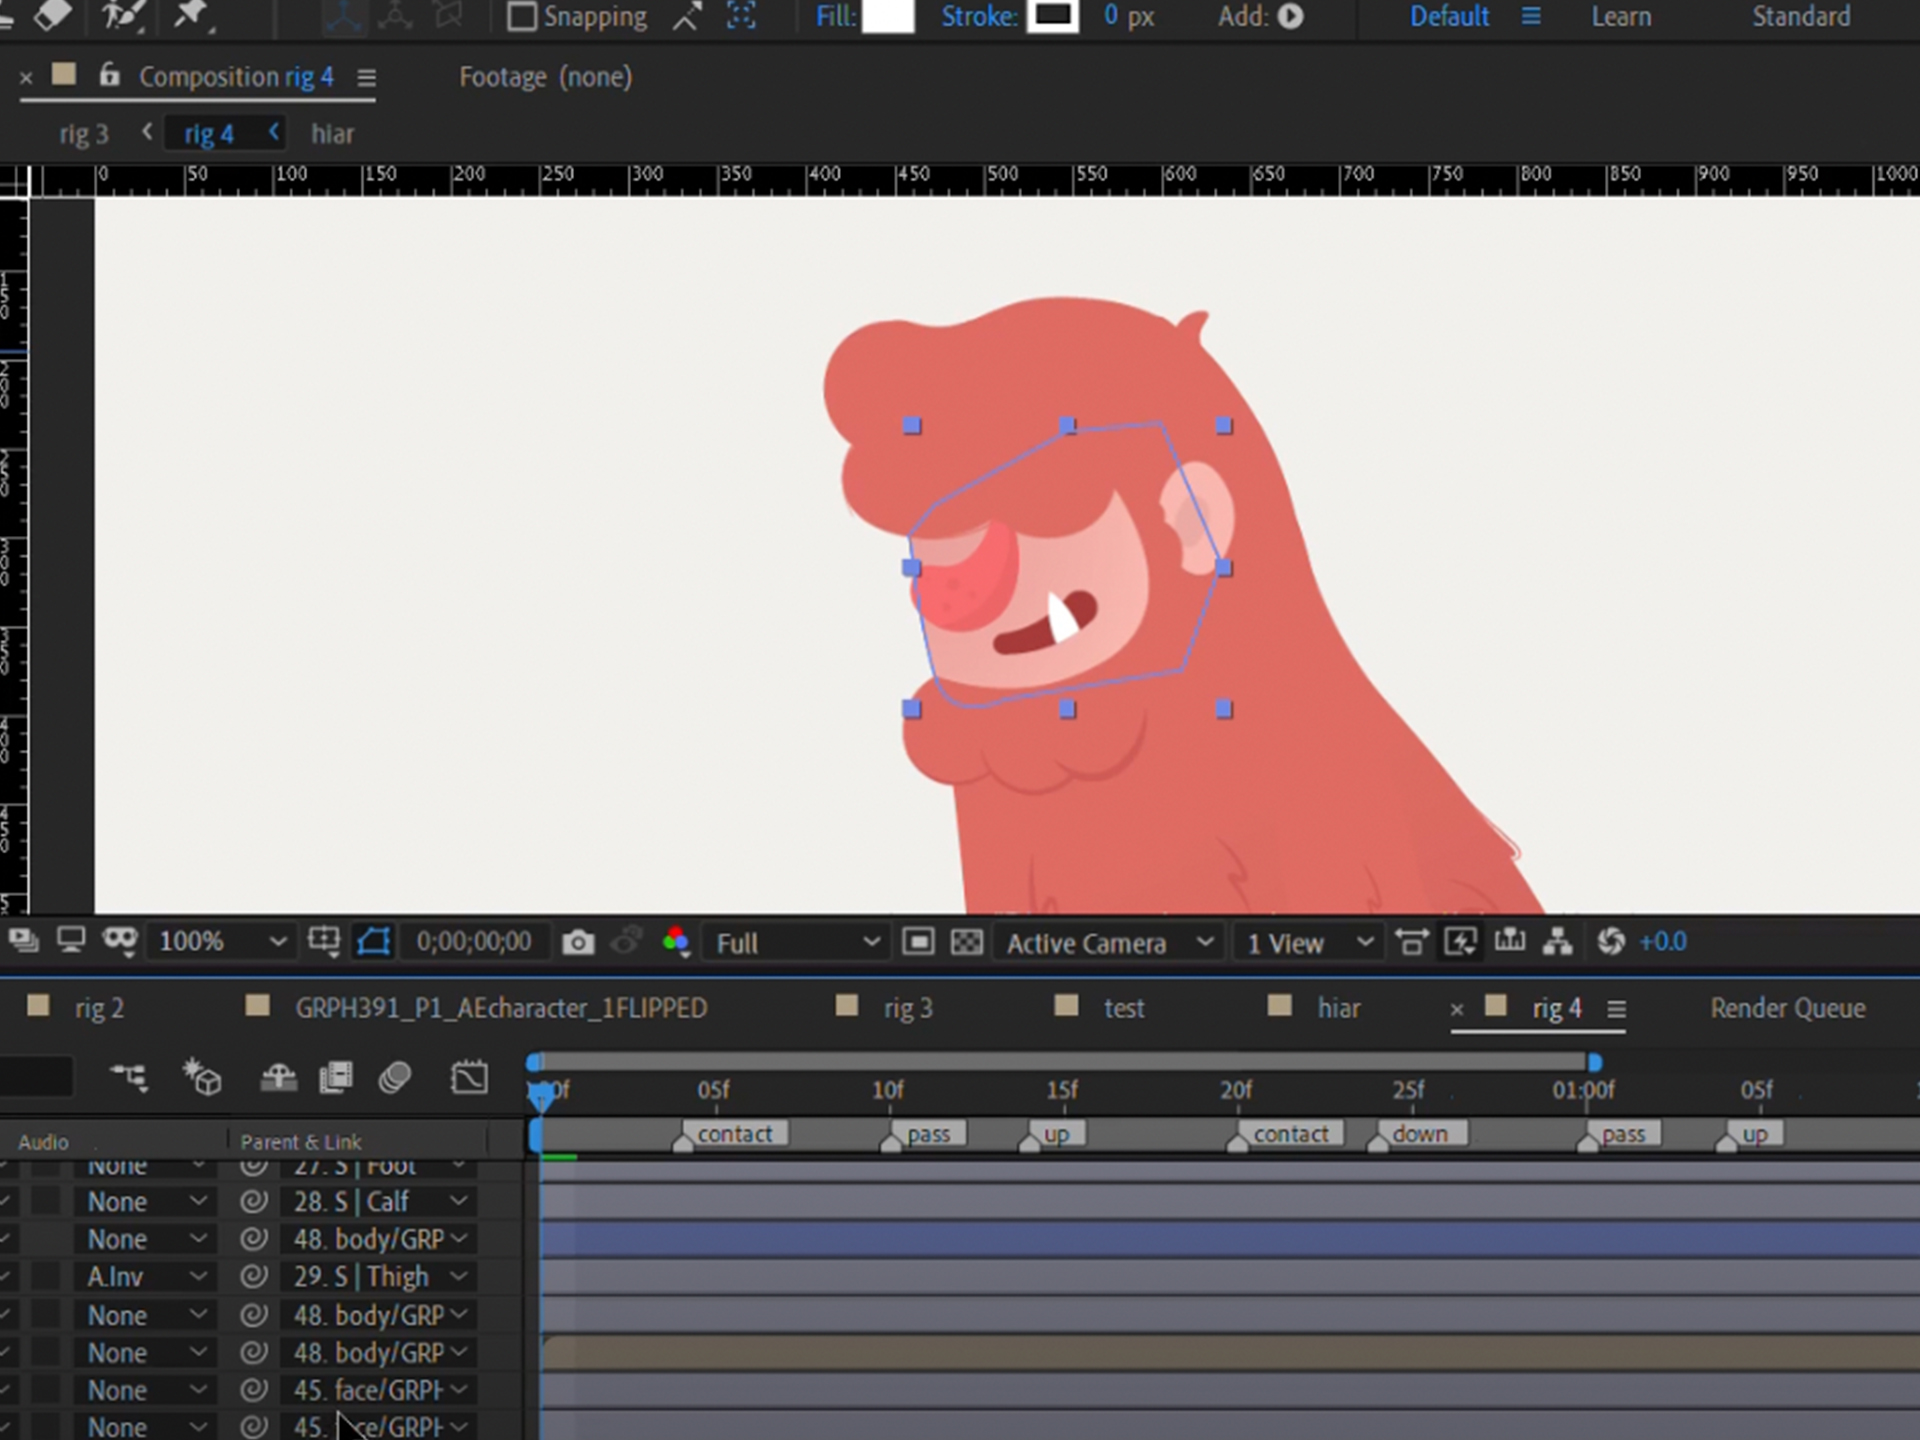 Snapping Fill: Stroke: 0 px Add: Default Learn Standard
Composition rig 4 Footage (none)
rig 3 rig 4 hiar
0 50 100 150 200 250 300 350 400 450 500 550 600 650 700 750 800 850 900 950 1000
100% 0;00;00;00 Full Active Camera 1 View +0.0
rig 2 GRPH391_P1_AEcharacter_1FLIPPED rig 3 test hiar rig 4 Render Queue
05f 10f 15f 20f 25f 01:00f 05f
contact pass up contact down pass up
Audio Parent & Link
None 27. S | Foot
None 28. S | Calf
None 48. body/GRP
A.Inv 29. S | Thigh
None 48. body/GRP
None 48. body/GRP
None 45. face/GRPH
None 45.